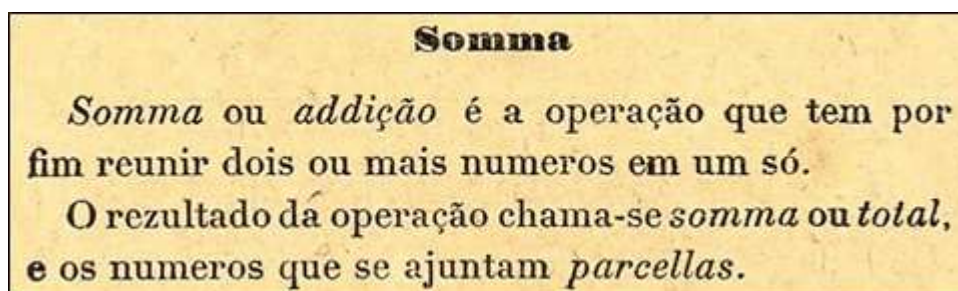 Somma
Somma ou addição é a operação que tem por
fim reunir dois ou mais numeros em um só.
O rezultado da operação chama-se somma ou total,
e os numeros que se ajuntam parcellas.